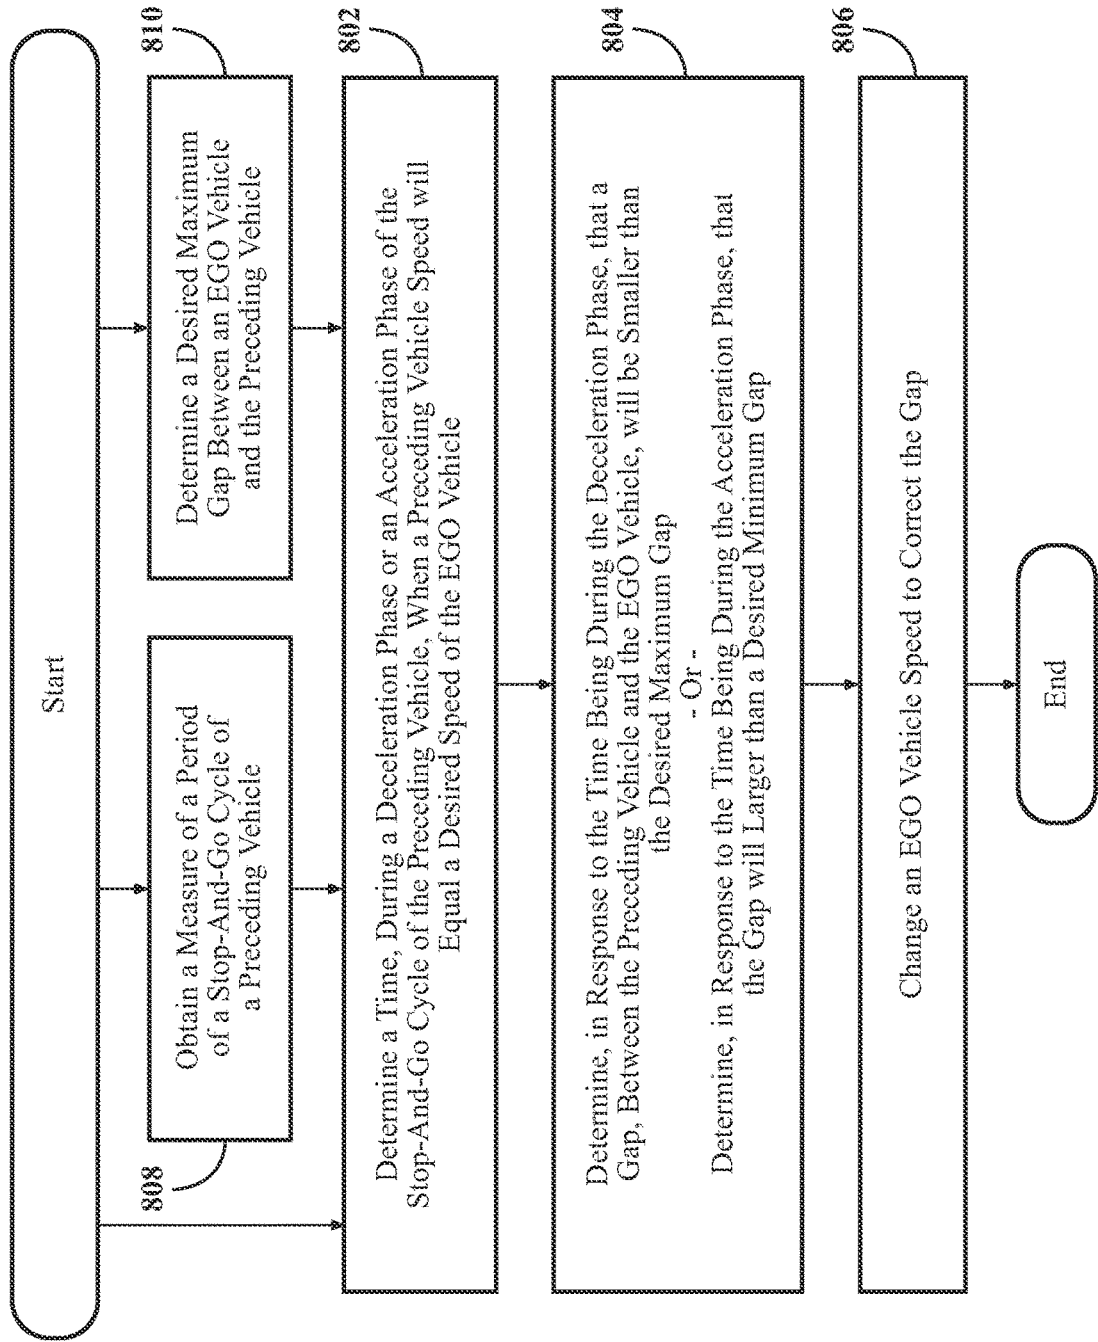 Start
808
Obtain a Measure of a Period
of a Stop-And-Go Cycle of
a Preceding Vehicle
810
Determine a Desired Maximum
Gap Between an EGO Vehicle
and the Preceding Vehicle
802
Determine a Time, During a Deceleration Phase or an Acceleration Phase of the
Stop-And-Go Cycle of the Preceding Vehicle, When a Preceding Vehicle Speed will
Equal a Desired Speed of the EGO Vehicle
804
Determine, in Response to the Time Being During the Deceleration Phase, that a
Gap, Between the Preceding Vehicle and the EGO Vehicle, will be Smaller than
the Desired Maximum Gap
- Or -
Determine, in Response to the Time Being During the Acceleration Phase, that
the Gap will Larger than a Desired Minimum Gap
806
Change an EGO Vehicle Speed to Correct the Gap
End